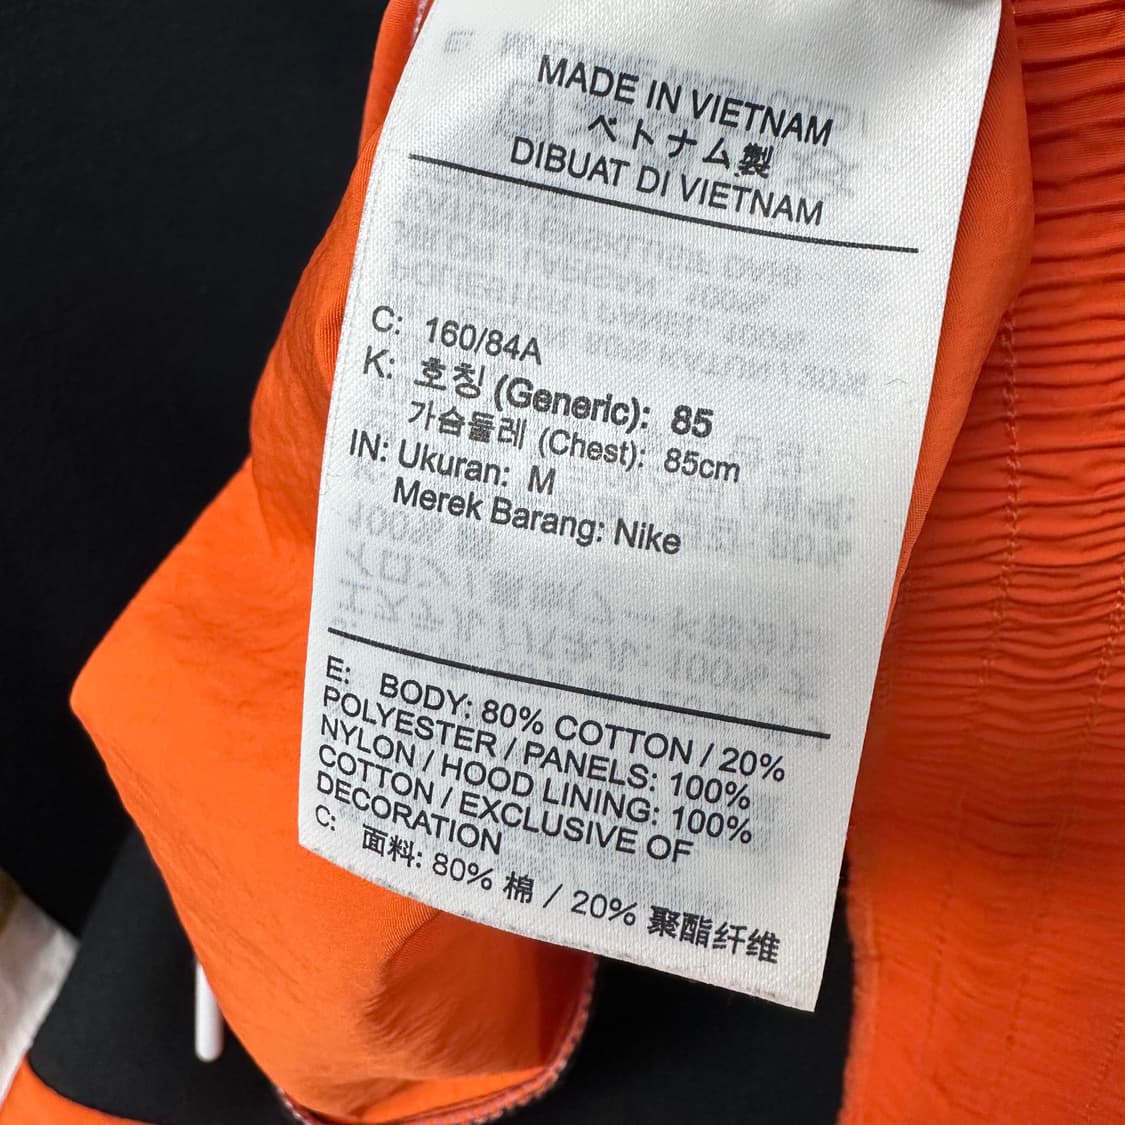 MADE IN VIETNAM
ベトナム製
DIBUAT DI VIETNAM
C: 160/84A
K: 호칭 (Generic): 85
가슴둘레 (Chest): 85cm
IN: Ukuran: M
Merek Barang: Nike
E: BODY: 80% COTTON / 20%
POLYESTER / PANELS: 100%
NYLON / HOOD LINING: 100%
COTTON / EXCLUSIVE OF
DECORATION
C: 面料: 80% 棉 / 20% 聚酯纤维